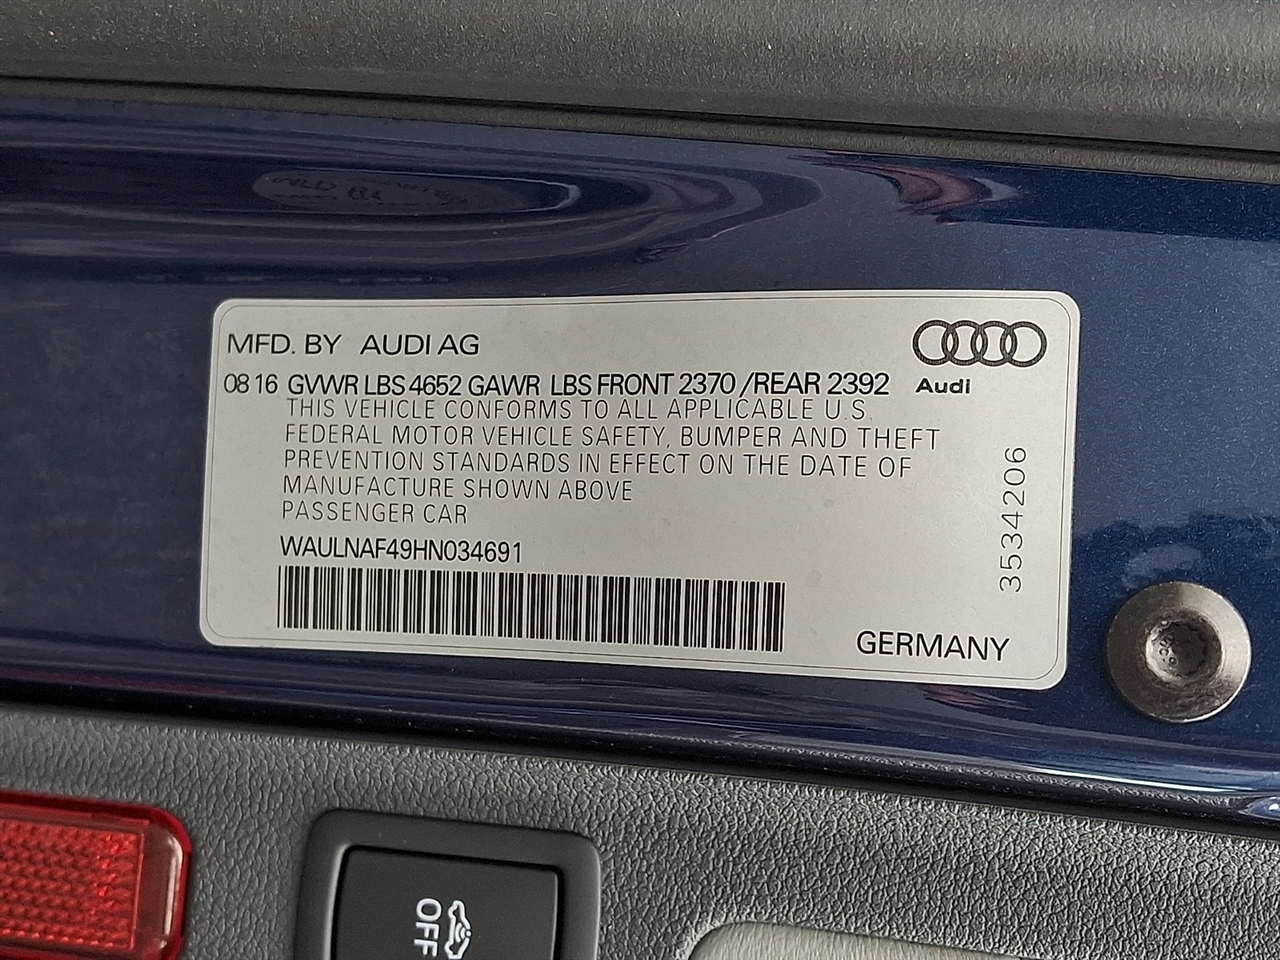 MFD. BY AUDI AG
08 16 GVWR LBS 4652 GAWR LBS FRONT 2370 /REAR 2392
Audi
THIS VEHICLE CONFORMS TO ALL APPLICABLE U.S.
FEDERAL MOTOR VEHICLE SAFETY, BUMPER AND THEFT
PREVENTION STANDARDS IN EFFECT ON THE DATE OF
MANUFACTURE SHOWN ABOVE
PASSENGER CAR
WAULNAF49HN034691
3534206
GERMANY
OFF